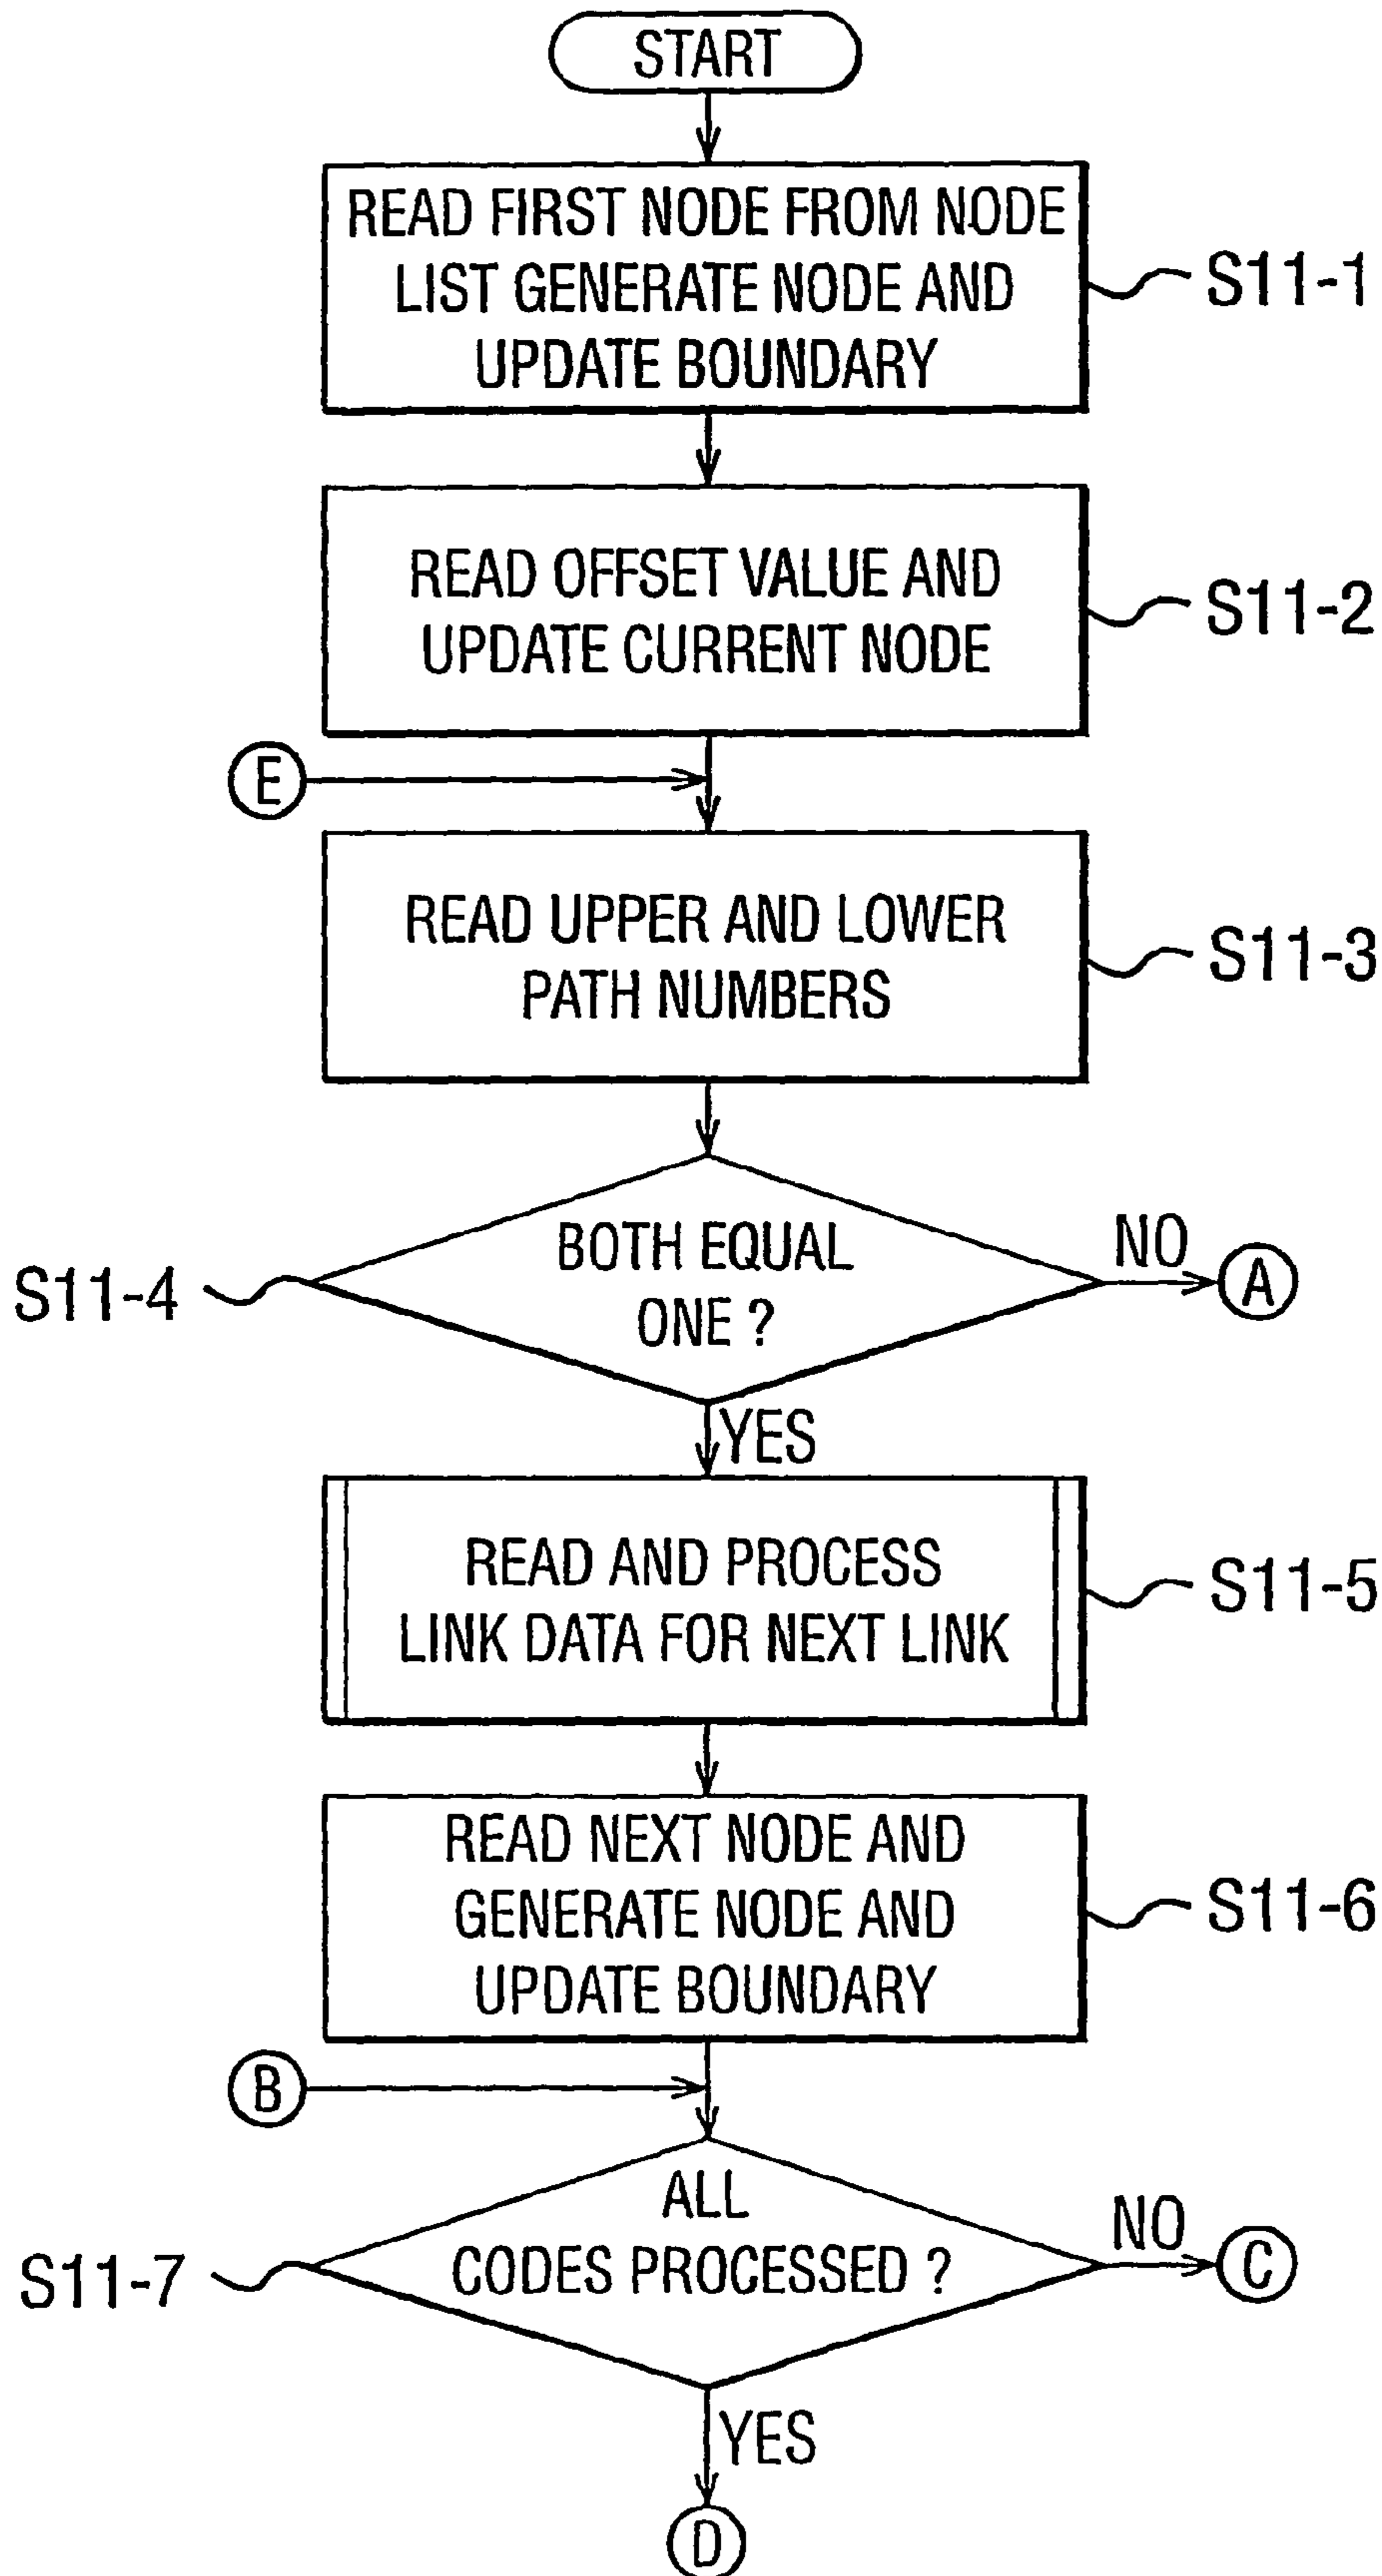 START
READ FIRST NODE FROM NODE
LIST GENERATE NODE AND
UPDATE BOUNDARY
S11-1
READ OFFSET VALUE AND
UPDATE CURRENT NODE
S11-2
E
READ UPPER AND LOWER
PATH NUMBERS
S11-3
BOTH EQUAL
ONE ?
S11-4
NO
A
YES
READ AND PROCESS
LINK DATA FOR NEXT LINK
S11-5
READ NEXT NODE AND
GENERATE NODE AND
UPDATE BOUNDARY
S11-6
B
ALL
CODES PROCESSED ?
S11-7
NO
C
YES
D